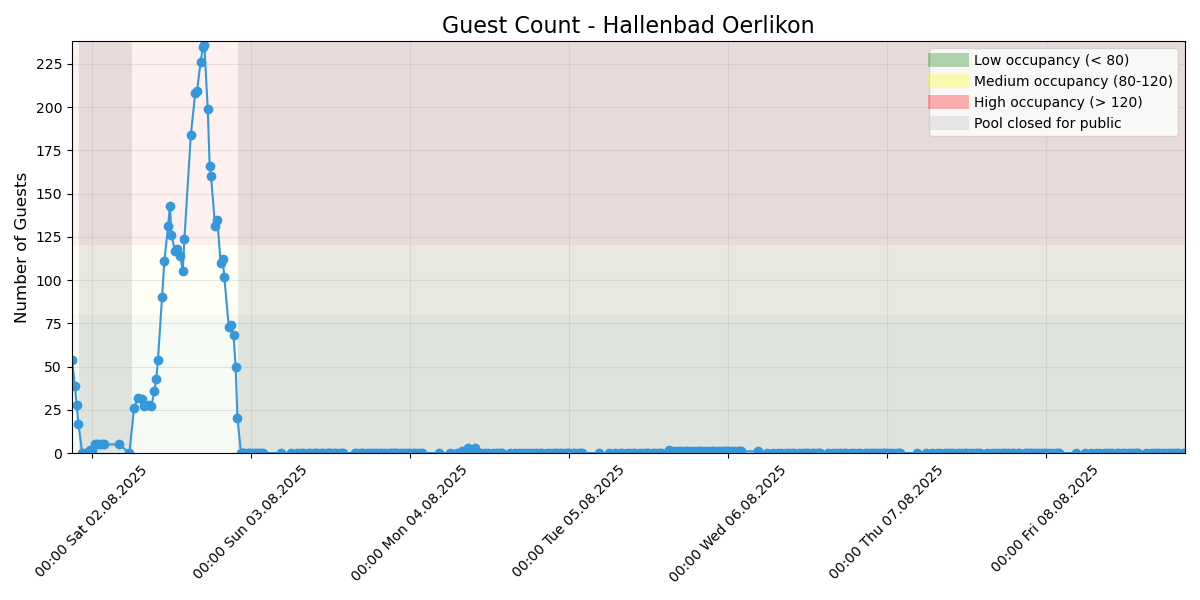 Guest Count - Hallenbad Oerlikon
Number of Guests
225
200
175
150
125
100
75
50
25
0
Low occupancy (< 80)
Medium occupancy (80-120)
High occupancy (> 120)
Pool closed for public
00:00 Sat 02.08.2025
00:00 Sun 03.08.2025
00:00 Mon 04.08.2025
00:00 Tue 05.08.2025
00:00 Wed 06.08.2025
00:00 Thu 07.08.2025
00:00 Fri 08.08.2025